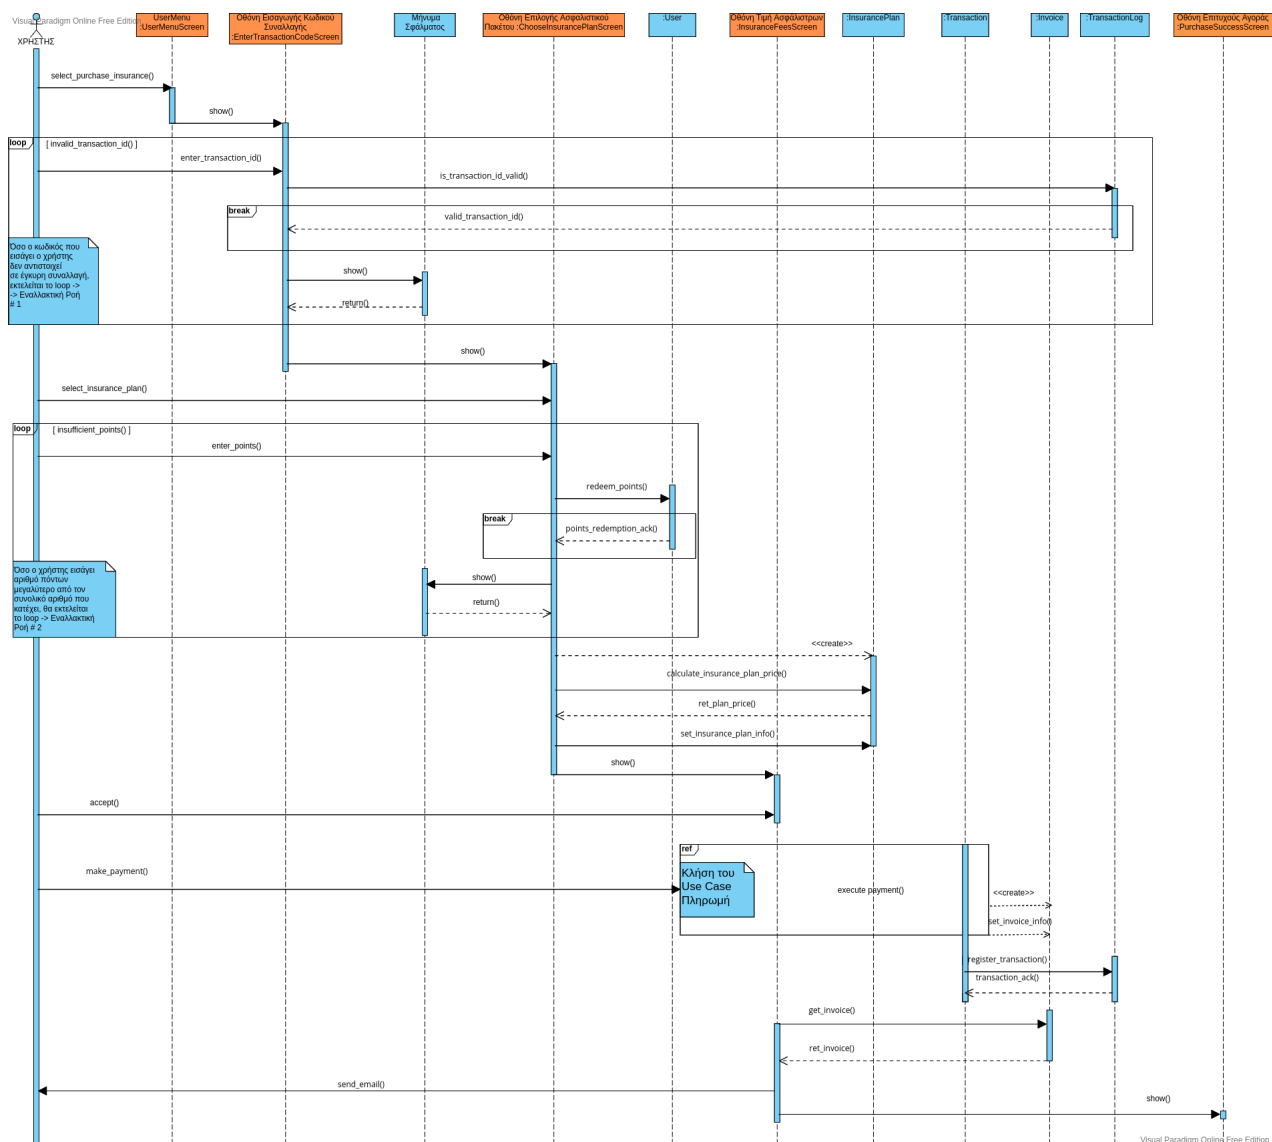 Visual Paradigm Online Free Edition
ΧΡΗΣΤΗΣ
UserMenu
:UserMenuScreen
Οθόνη Εισαγωγής Κωδικού
Συναλλαγής
:EnterTransactionCodeScreen
Μήνυμα
Σφάλματος
Οθόνη Επιλογής Ασφαλιστικού
Πακέτου :ChooseInsurancePlanScreen
:User
Οθόνη Τιμή Ασφάλιστρων
:InsuranceFeesScreen
:InsurancePlan
:Transaction
:Invoice
:TransactionLog
Οθόνη Επιτυχούς Αγοράς
:PurchaseSuccessScreen
select_purchase_insurance()
show()
loop
[ invalid_transaction_id() ]
enter_transaction_id()
is_transaction_id_valid()
break
valid_transaction_id()
Όσο ο κωδικός που
εισάγει ο χρήστης
δεν αντιστοιχεί
σε έγκυρη συναλλαγή,
εκτελείται το loop ->
-> Εναλλακτική Ροή
# 1
show()
return()
show()
select_insurance_plan()
loop
[ insufficient_points() ]
enter_points()
redeem_points()
break
points_redemption_ack()
Όσο ο χρήστης εισάγει
αριθμό πόντων
μεγαλύτερο από τον
συνολικό αριθμό που
κατέχει, θα εκτελείται
το loop -> Εναλλακτική
Ροή # 2
show()
return()
<<create>>
calculate_insurance_plan_price()
ret_plan_price()
set_insurance_plan_info()
show()
accept()
ref
Κλήση του
Use Case
Πληρωμή
make_payment()
execute payment()
<<create>>
set_invoice_info()
register_transaction()
transaction_ack()
get_invoice()
ret_invoice()
send_email()
show()
Visual Paradigm Online Free Edition